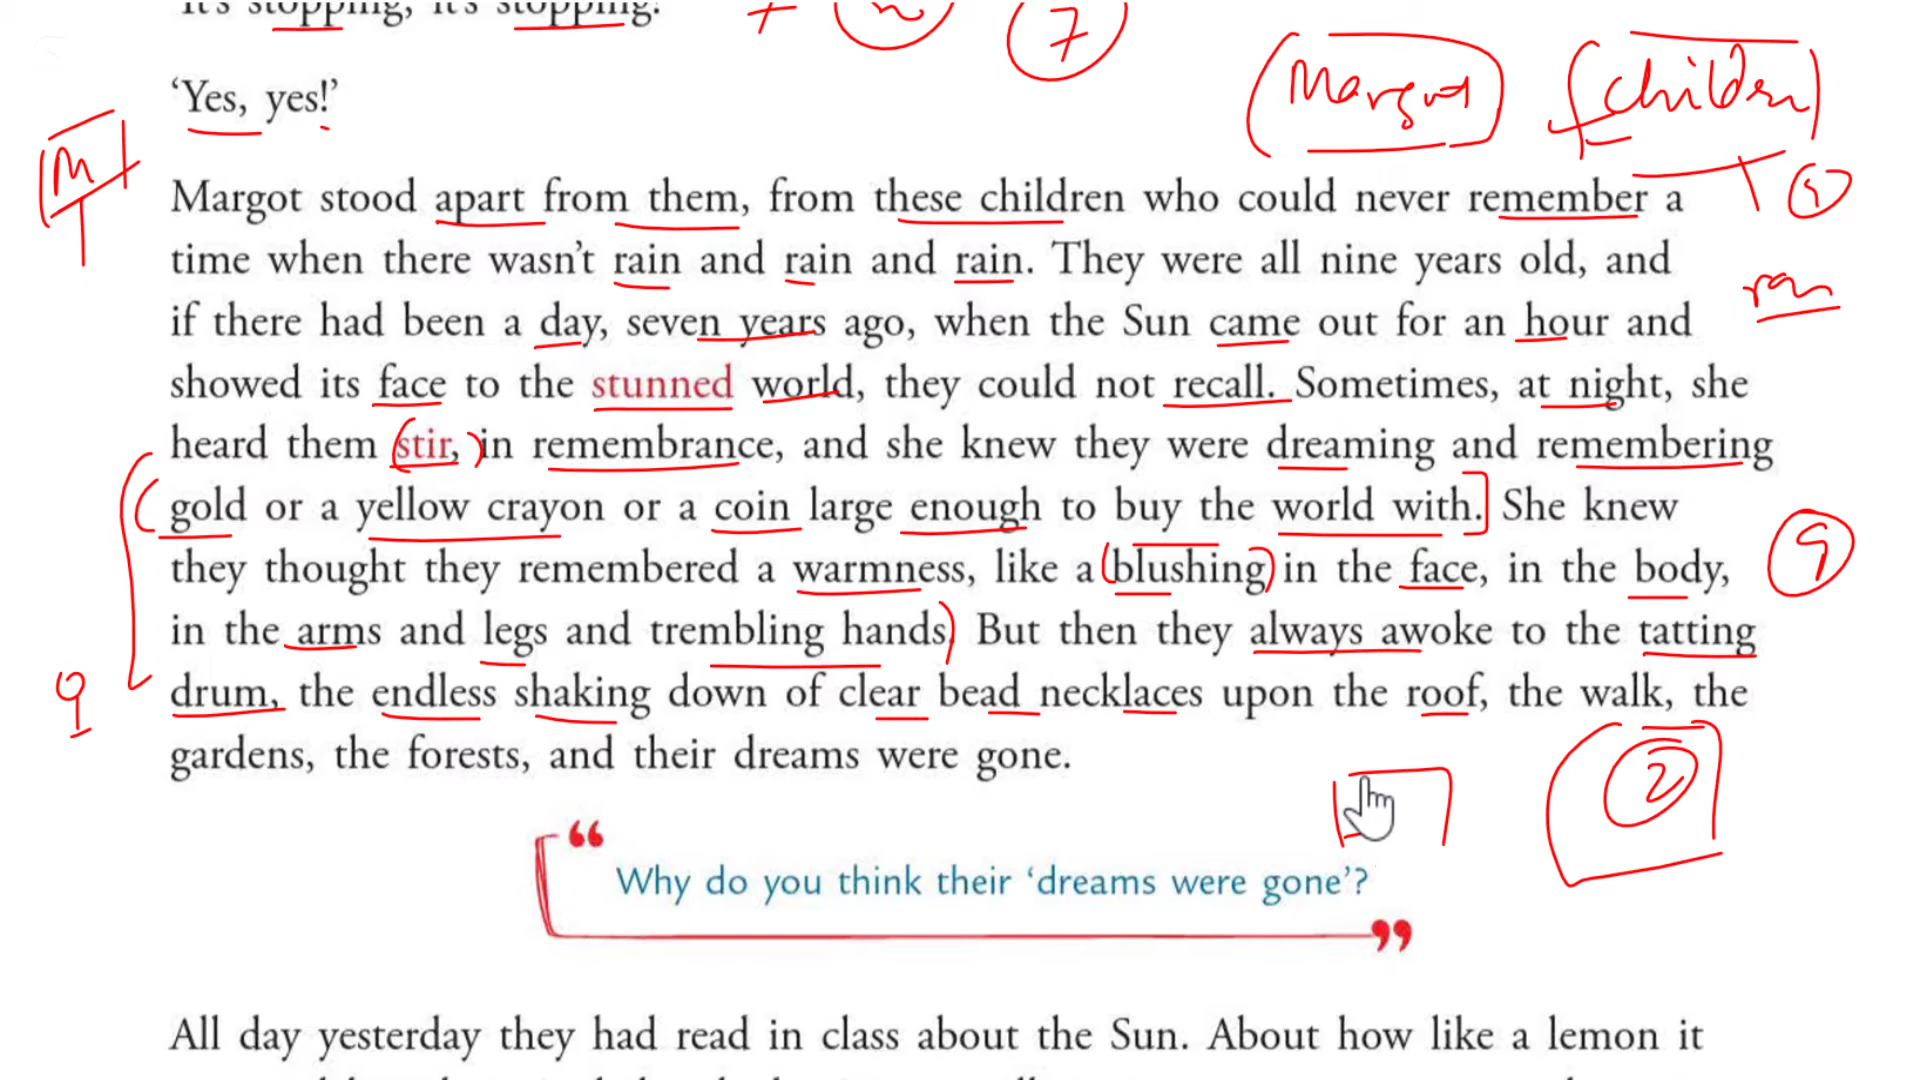 It's stopping, it's stopping!'
+ 2 7
'Yes, yes!'
Margot children
M
Margot stood apart from them, from these children who could never remember a
9
time when there wasn't rain and rain and rain. They were all nine years old, and
if there had been a day, seven years ago, when the Sun came out for an hour and
showed its face to the stunned world, they could not recall. Sometimes, at night, she
heard them stir, in remembrance, and she knew they were dreaming and remembering
gold or a yellow crayon or a coin large enough to buy the world with. She knew
they thought they remembered a warmness, like a blushing in the face, in the body,
9
in the arms and legs and trembling hands. But then they always awoke to the tatting
drum, the endless shaking down of clear bead necklaces upon the roof, the walk, the
9
gardens, the forests, and their dreams were gone.
2
“ Why do you think their 'dreams were gone'? ”
All day yesterday they had read in class about the Sun. About how like a lemon it